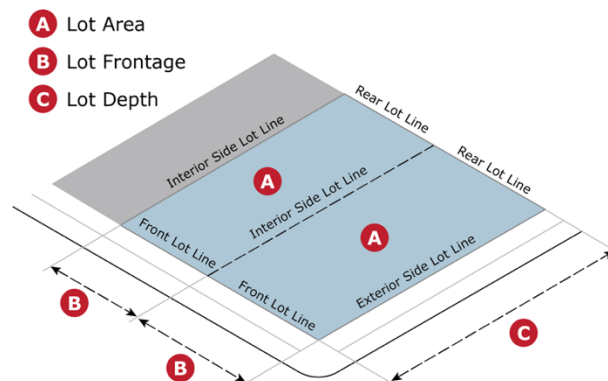 A Lot Area
B Lot Frontage
C Lot Depth
Rear Lot Line
Interior Side Lot Line
Rear Lot Line
A
Interior Side Lot Line
A
Front Lot Line
Exterior Side Lot Line
Front Lot Line
B
C
B